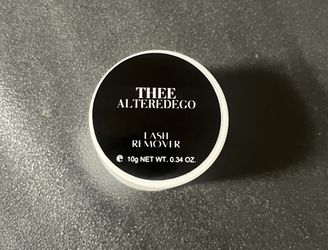 THEE
ALTEREDEGO
LASH
REMOVER
℮ 10g NET WT. 0.34 OZ.